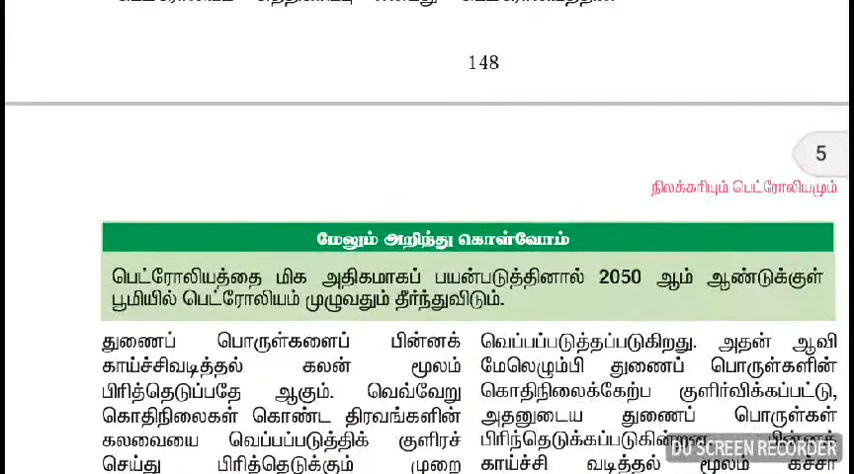 148
5
நிலக்கரியும் பெட்ரோலியமும்
மேலும் அறிந்து கொள்வோம்
பெட்ரோலியத்தை மிக அதிகமாகப் பயன்படுத்தினால் 2050 ஆம் ஆண்டுக்குள்
பூமியில் பெட்ரோலியம் முழுவதும் தீர்ந்துவிடும்.
துணைப் பொருள்களைப் பின்னக்
காய்ச்சிவடித்தல் கலன் மூலம்
பிரித்தெடுப்பதே ஆகும். வெவ்வேறு
கொதிநிலைகள் கொண்ட திரவங்களின்
கலவையை வெப்பப்படுத்திக் குளிரச்
செய்து பிரித்தெடுக்கும் முறை
வெப்பப்படுத்தப்படுகிறது. அதன் ஆவி
மேலெழும்பி துணைப் பொருள்களின்
கொதிநிலைக்கேற்ப குளிர்விக்கப்பட்டு,
அதனுடைய துணைப் பொருள்கள்
பிரிந்தெடுக்கப்படுகின்றன. பின்னக்
காய்ச்சி வடித்தல் மூலம் கச்சா
DU SCREEN RECORDER